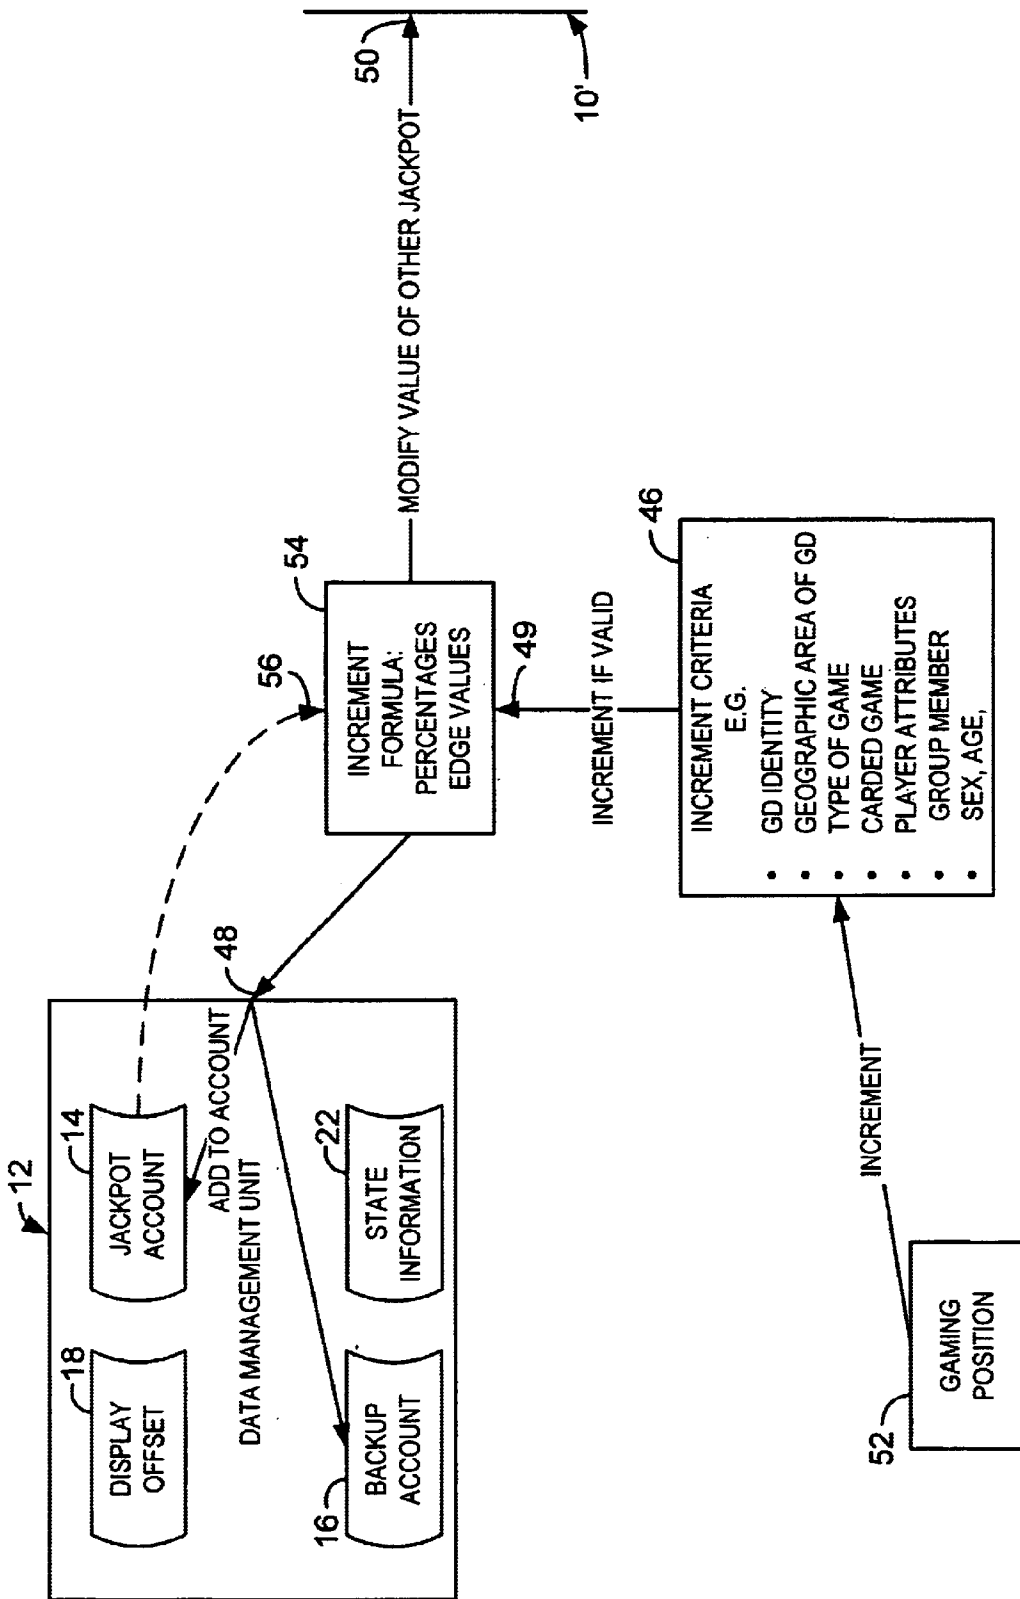 12
18
DISPLAY
OFFSET
14
JACKPOT
ACCOUNT
ADD TO ACCOUNT
DATA MANAGEMENT UNIT
16
BACKUP
ACCOUNT
22
STATE
INFORMATION
48
56
54
INCREMENT
FORMULA:
PERCENTAGES
EDGE VALUES
MODIFY VALUE OF OTHER JACKPOT
50
10'
49
INCREMENT IF VALID
46
INCREMENT CRITERIA
E.G.
• GD IDENTITY
• GEOGRAPHIC AREA OF GD
• TYPE OF GAME
• CARDED GAME
• PLAYER ATTRIBUTES
• GROUP MEMBER
• SEX, AGE,
INCREMENT
52
GAMING
POSITION